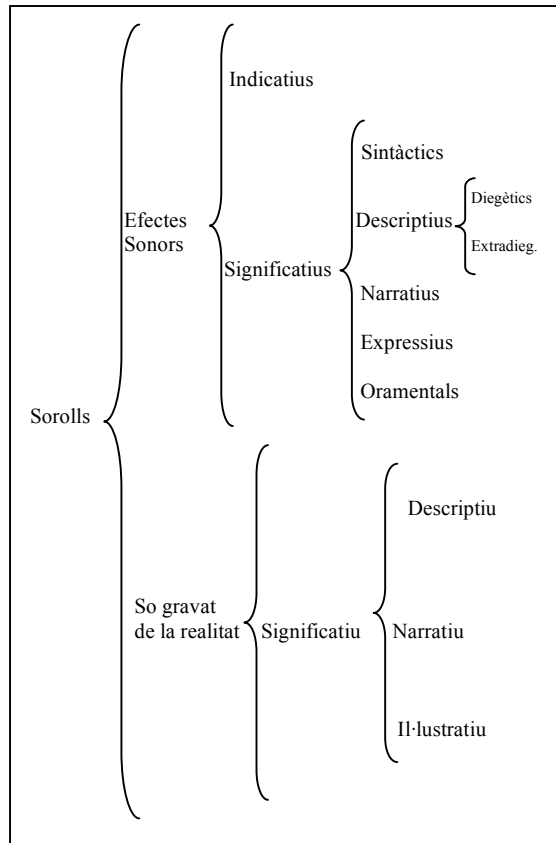 Indicatius
Sintàctics
Diegètics
Efectes
Sonors
Descriptius
Extradieg.
Significatius
Narratius
Expressius
Oramentals
Sorolls
Descriptiu
So gravat
de la realitat
Significatiu
Narratiu
Il·lustratiu